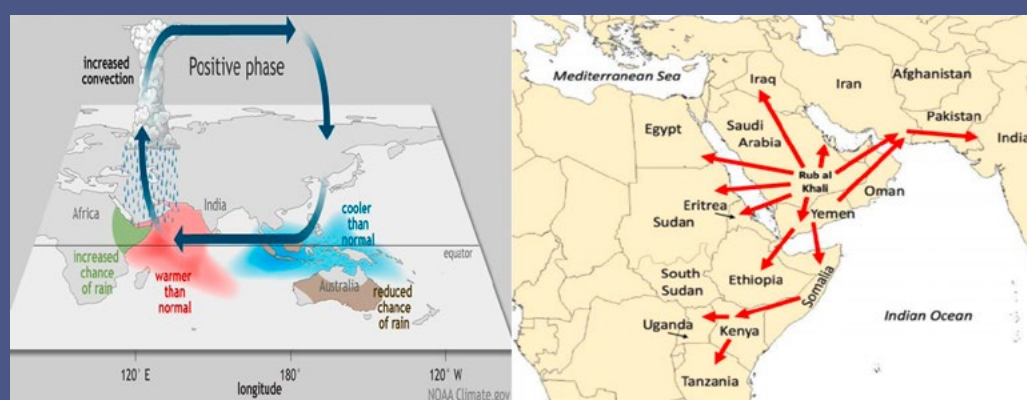 increased
convection
Positive phase
Africa
India
cooler
than
normal
equator
increased
chance
of rain
warmer
than
normal
Australia
reduced
chance
of rain
120° E
180°
120° W
longitude
NOAA Climate.gov
Mediterranean Sea
Iraq
Iran
Afghanistan
Pakistan
India
Egypt
Saudi
Arabia
Rub al
Khali
Oman
Yemen
Eritrea
Sudan
South
Sudan
Ethiopia
Somalia
Uganda
Kenya
Tanzania
Indian Ocean